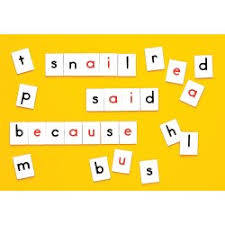 t snail r e
p said d a
because h l
m b u s